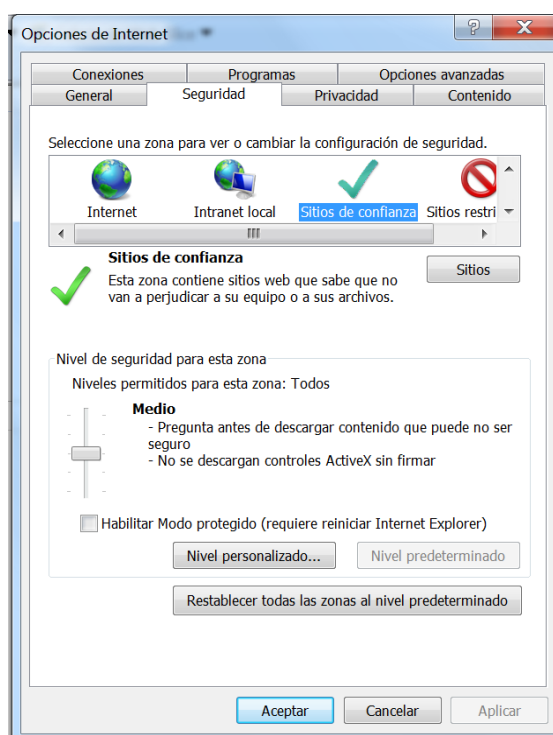 Opciones de Internet
Conexiones Programas Opciones avanzadas
General Seguridad Privacidad Contenido
Seleccione una zona para ver o cambiar la configuración de seguridad.
Internet Intranet local Sitios de confianza Sitios restri
Sitios de confianza
Esta zona contiene sitios web que sabe que no
van a perjudicar a su equipo o a sus archivos.
Sitios
Nivel de seguridad para esta zona
Niveles permitidos para esta zona: Todos
Medio
- Pregunta antes de descargar contenido que puede no ser
seguro
- No se descargan controles ActiveX sin firmar
Habilitar Modo protegido (requiere reiniciar Internet Explorer)
Nivel personalizado... Nivel predeterminado
Restablecer todas las zonas al nivel predeterminado
Aceptar Cancelar Aplicar